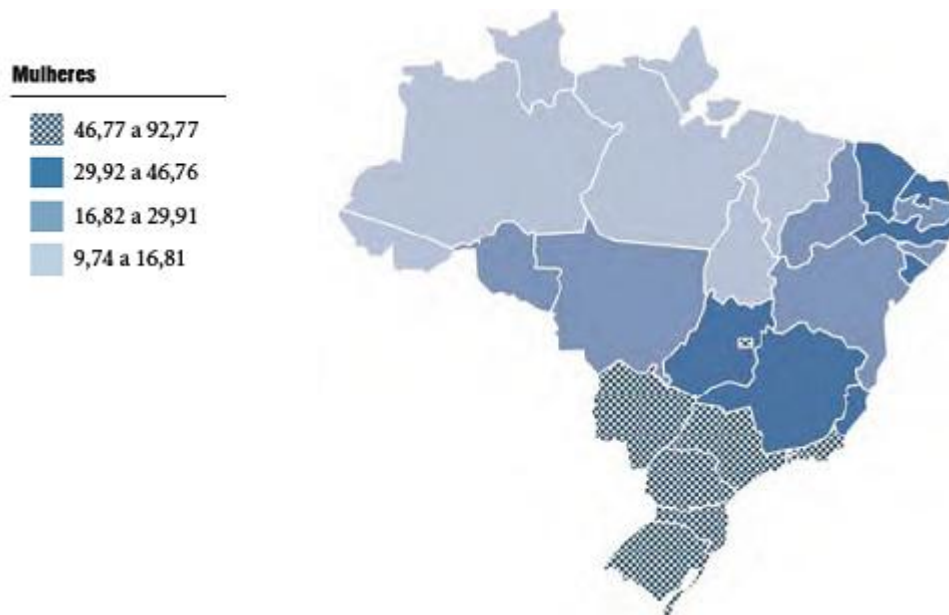 Mulheres
46,77 a 92,77
29,92 a 46,76
16,82 a 29,91
9,74 a 16,81